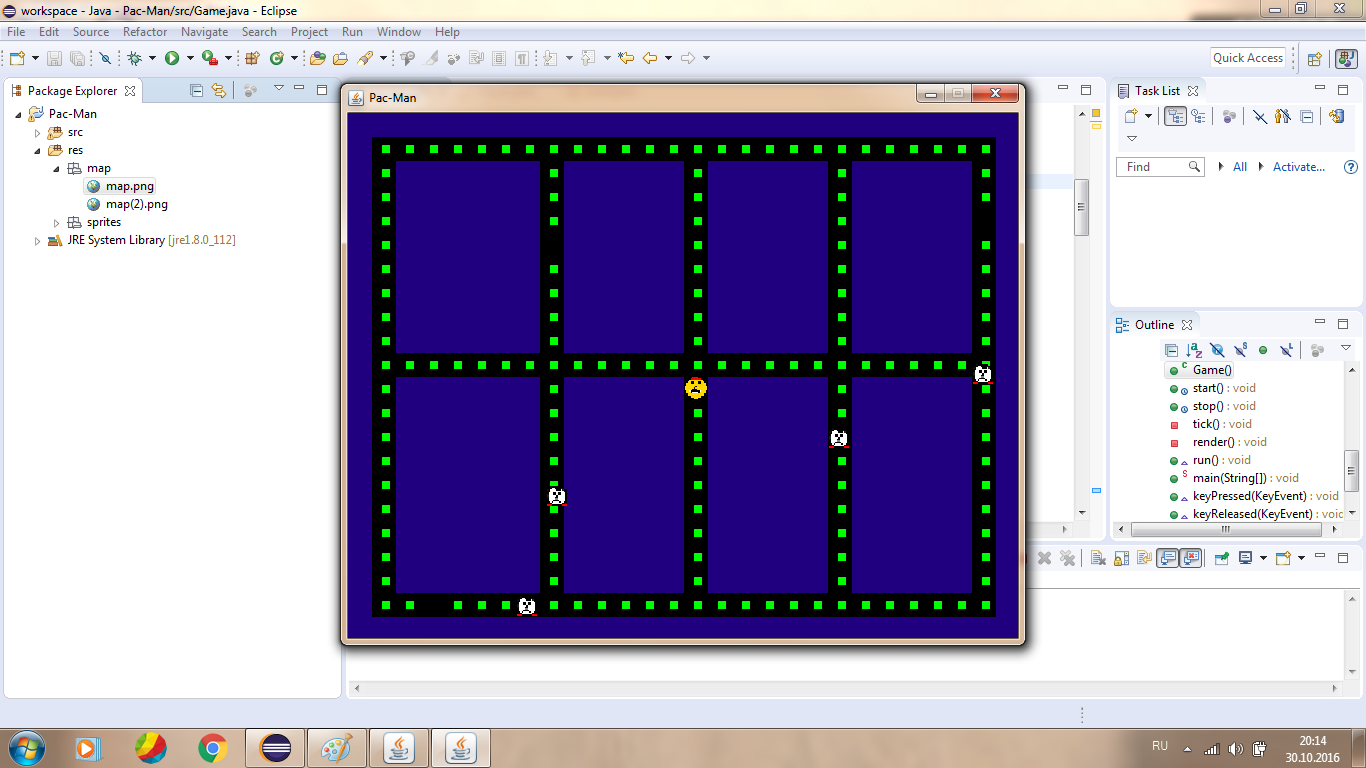 workspace - Java - Pac-Man/src/Game.java - Eclipse
File Edit Source Refactor Navigate Search Project Run Window Help
Quick Access
Package Explorer
Pac-Man
src
res
map
map.png
map(2).png
sprites
JRE System Library [jre1.8.0_112]
Pac-Man
Task List
Find All Activate...
Outline
Game()
start() : void
stop() : void
tick() : void
render() : void
run() : void
main(String[]) : void
keyPressed(KeyEvent) : void
keyReleased(KeyEvent) : void
RU
20:14
30.10.2016